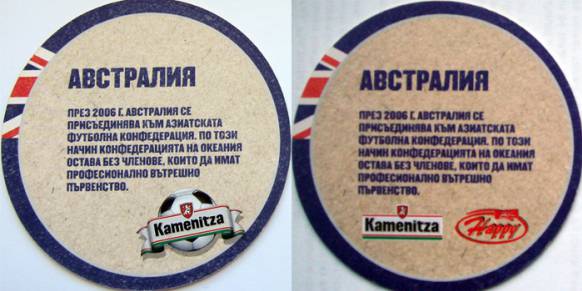 АВСТРАЛИЯ
ПРЕЗ 2006 Г. АВСТРАЛИЯ СЕ
ПРИСЪЕДИНЯВА КЪМ АЗИАТСКАТА
ФУТБОЛНА КОНФЕДЕРАЦИЯ. ПО ТОЗИ
НАЧИН КОНФЕДЕРАЦИЯТА НА ОКЕАНИЯ
ОСТАВА БЕЗ ЧЛЕНОВЕ, КОИТО ДА ИМАТ
ПРОФЕСИОНАЛНО ВЪТРЕШНО
ПЪРВЕНСТВО.
Kamenitza
АВСТРАЛИЯ
ПРЕЗ 2006 Г. АВСТРАЛИЯ СЕ
ПРИСЪЕДИНЯВА КЪМ АЗИАТСКАТА
ФУТБОЛНА КОНФЕДЕРАЦИЯ. ПО ТОЗИ
НАЧИН КОНФЕДЕРАЦИЯТА НА ОКЕАНИЯ
ОСТАВА БЕЗ ЧЛЕНОВЕ, КОИТО ДА ИМАТ
ПРОФЕСИОНАЛНО ВЪТРЕШНО
ПЪРВЕНСТВО.
Kamenitza
Happy